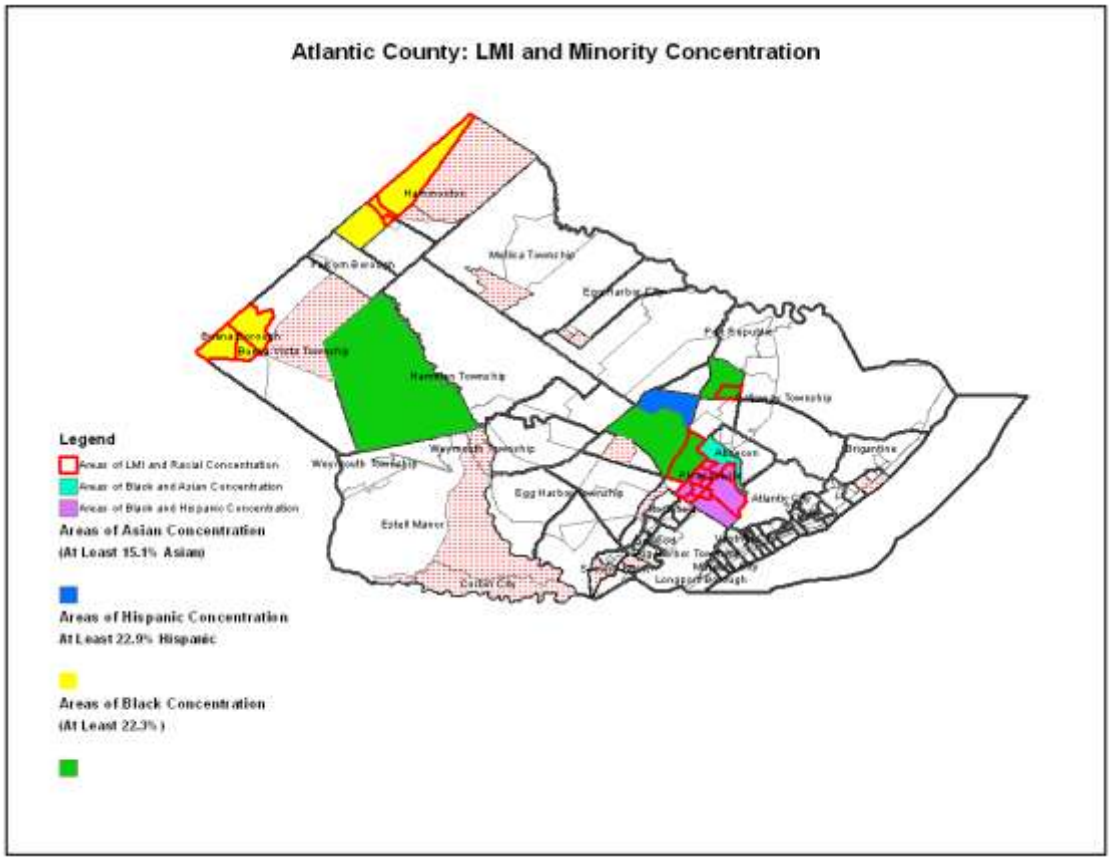 Atlantic County: LMI and Minority Concentration
Hammonton
Mullica Township
Folsom Borough
Egg Harbor City
Port Republic
Buena Borough
Buena Vista Township
Hamilton Township
Township
Weymouth Township
Weymouth Township
Absecon
Brigantine
Egg Harbor Township
Atlantic City
Estell Manor
Township
Longport Borough
Corbin City
Legend
Areas of LMI and Racial Concentration
Areas of Black and Asian Concentration
Areas of Black and Hispanic Concentration
Areas of Asian Concentration
(At Least 15.1% Asian)
Areas of Hispanic Concentration
At Least 22.9% Hispanic
Areas of Black Concentration
(At Least 22.3% )